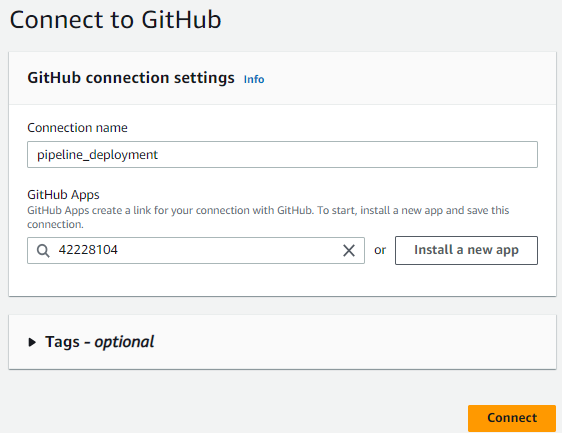 Connect to GitHub
GitHub connection settings Info
Connection name
pipeline_deployment
GitHub Apps
GitHub Apps create a link for your connection with GitHub. To start, install a new app and save this
connection.
42228104 or Install a new app
Tags - optional
Connect